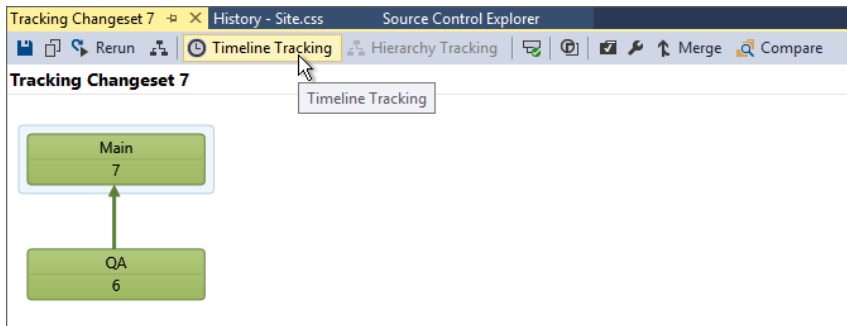 Tracking Changeset 7 History - Site.css Source Control Explorer
Rerun Timeline Tracking Hierarchy Tracking Merge Compare
Tracking Changeset 7
Timeline Tracking
Main
7
QA
6